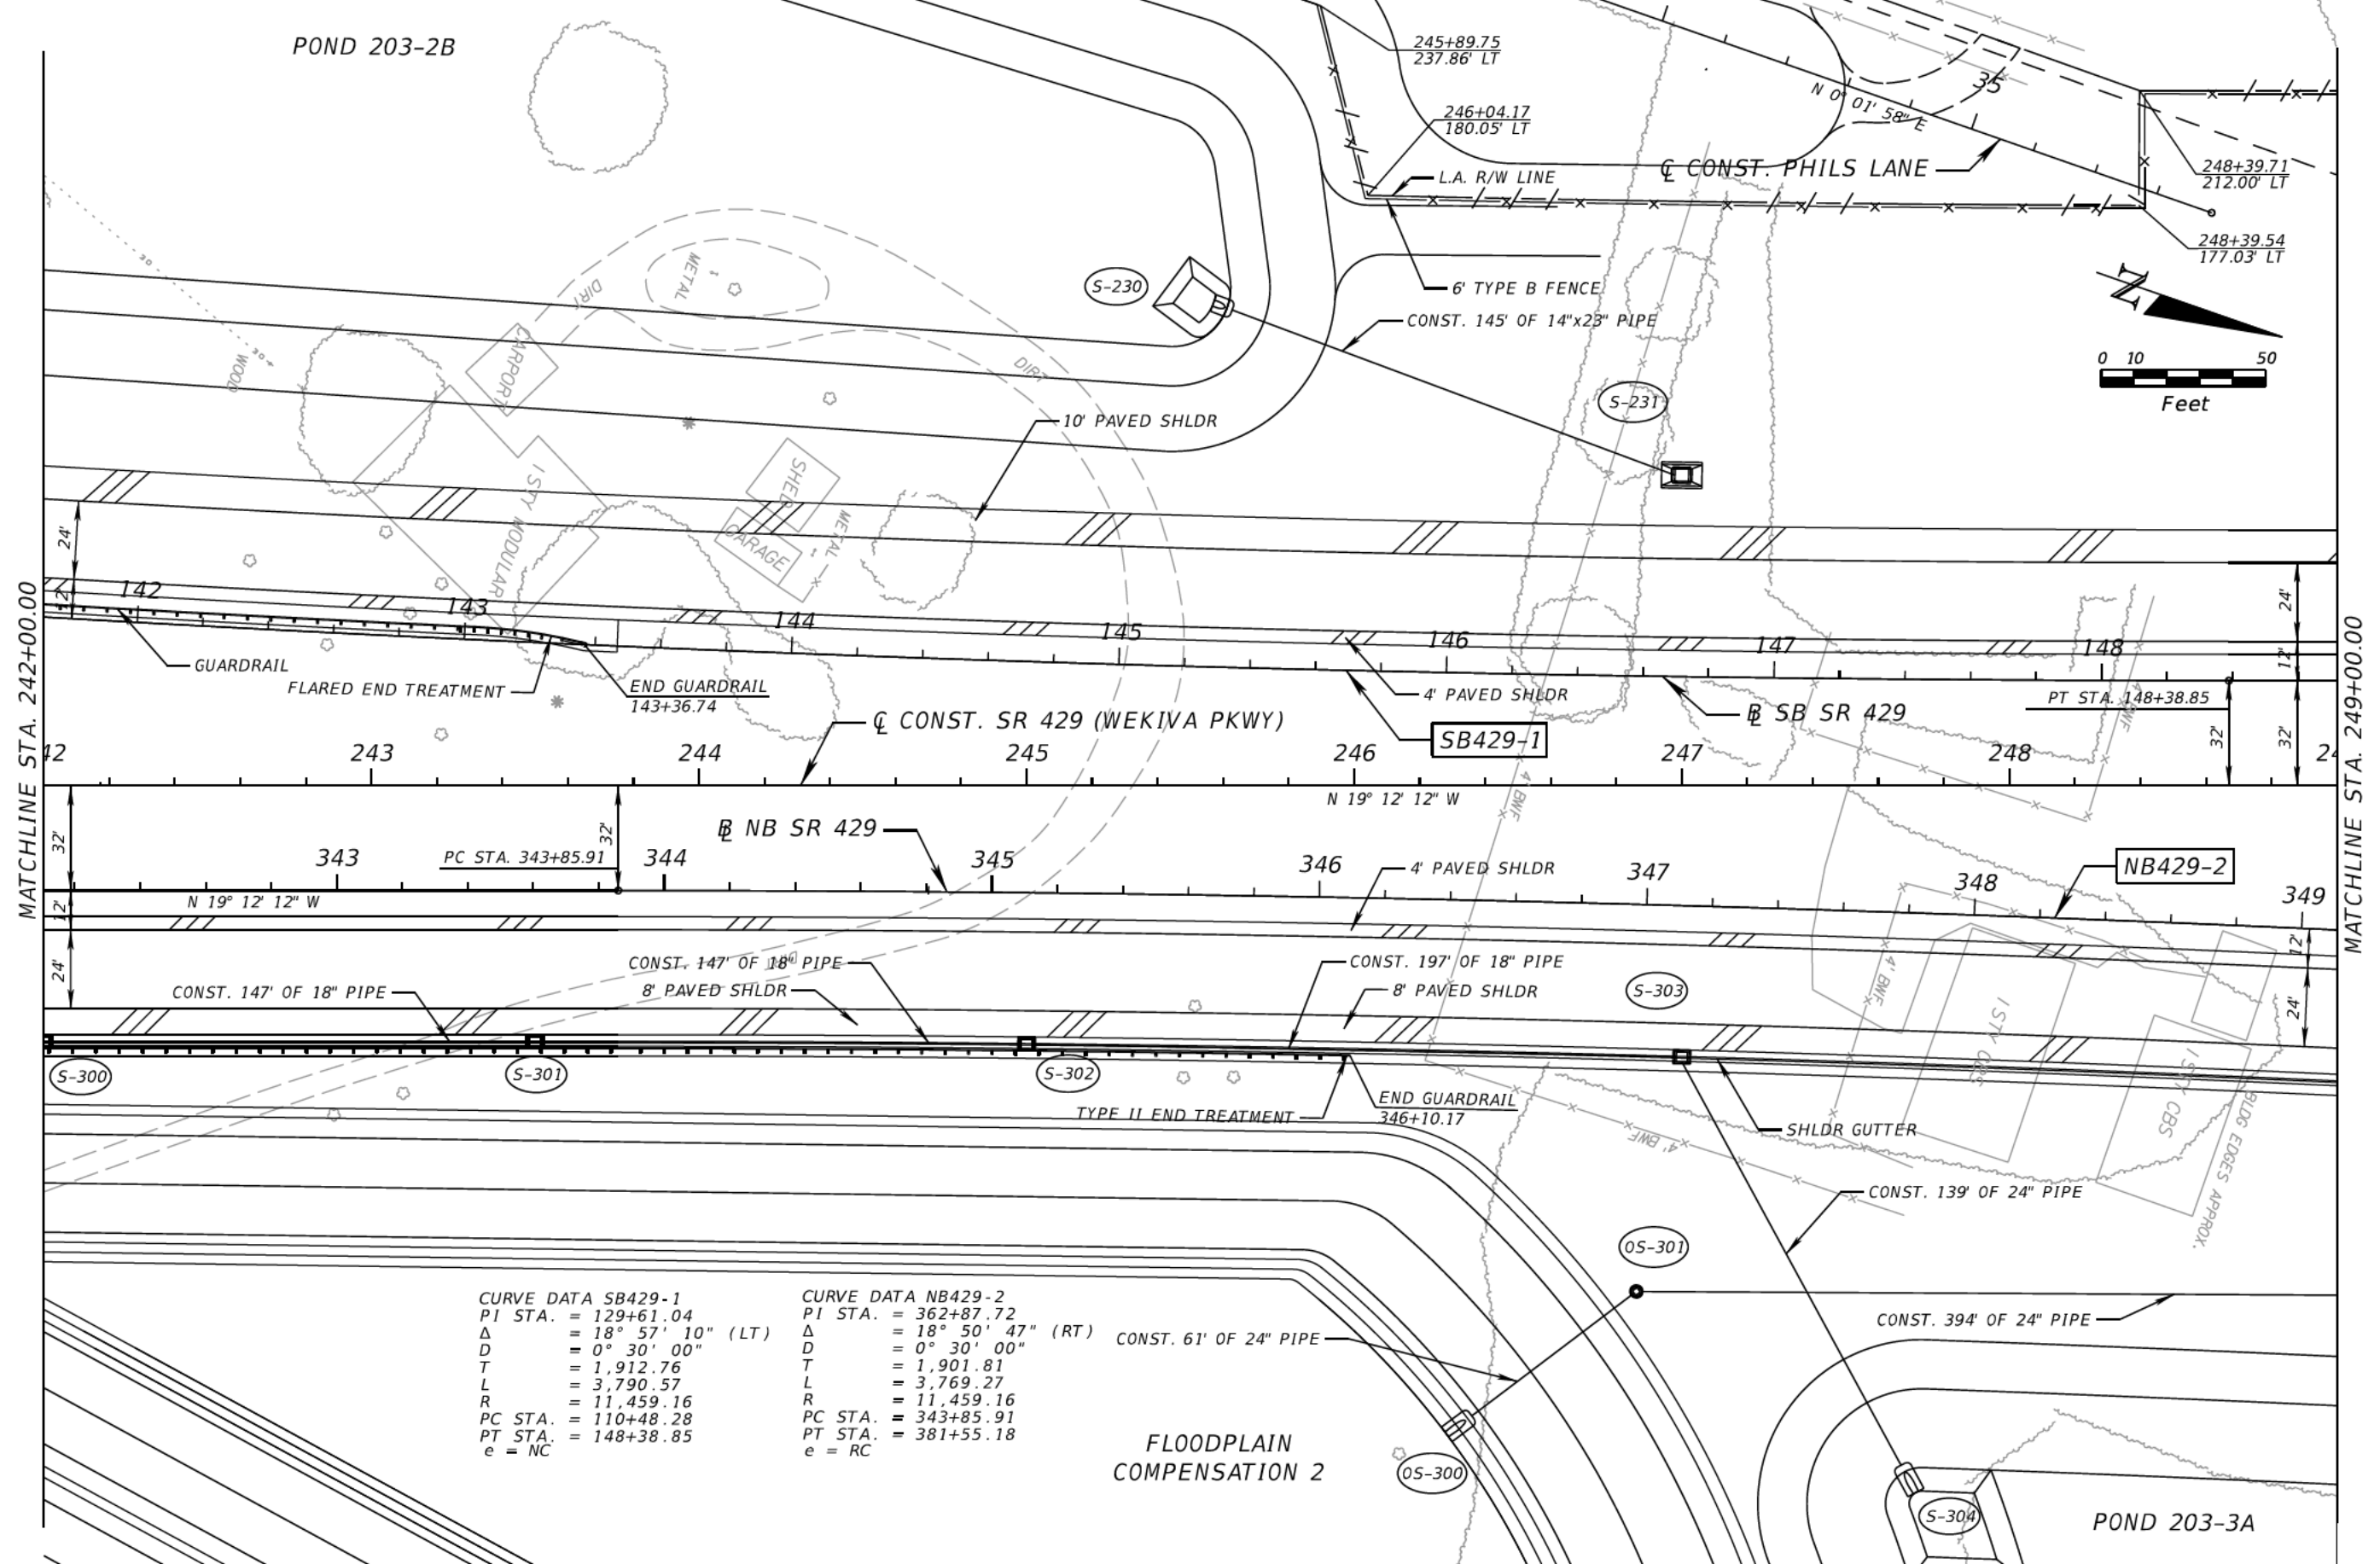 POND 203-2B
245+89.75
237.86' LT
246+04.17
180.05' LT
L.A. R/W LINE
N 0° 01' 58" E
35
℄ CONST. PHILS LANE
248+39.71
212.00' LT
248+39.54
177.03' LT
N
0 10 50
Feet
S-230
6' TYPE B FENCE
CONST. 145' OF 14"x23" PIPE
S-231
METAL
1
DIRT
DIRT
CARPORT
WOOD
1 STY MODULAR
SHED
GARAGE
METAL
10' PAVED SHLDR
24'
12'
142
143
144
145
146
147
148
24'
12'
GUARDRAIL
FLARED END TREATMENT
END GUARDRAIL
143+36.74
4' PAVED SHLDR
SB429-1
B̲L SB SR 429
PT STA. 148+38.85
4' BWF
℄ CONST. SR 429 (WEKIVA PKWY)
MATCHLINE STA. 242+00.00
MATCHLINE STA. 249+00.00
42
243
244
245
246
247
248
24
32'
32'
N 19° 12' 12" W
4' BWF
32'
32'
BL NB SR 429
343
PC STA. 343+85.91
344
345
346
347
348
349
4' PAVED SHLDR
NB429-2
N 19° 12' 12" W
12'
24'
12'
24'
CONST. 147' OF 18" PIPE
CONST. 147' OF 18" PIPE
8' PAVED SHLDR
CONST. 197' OF 18" PIPE
8' PAVED SHLDR
S-303
4' BWF
1 STY CBS
1 STY CBS
BLDG EDGES APPROX.
S-300
S-301
S-302
TYPE II END TREATMENT
END GUARDRAIL
346+10.17
SHLDR GUTTER
4' BWF
CONST. 139' OF 24" PIPE
OS-301
CONST. 394' OF 24" PIPE
CONST. 61' OF 24" PIPE
CURVE DATA SB429-1
PI STA. = 129+61.04
Δ = 18° 57' 10" (LT)
D = 0° 30' 00"
T = 1,912.76
L = 3,790.57
R = 11,459.16
PC STA. = 110+48.28
PT STA. = 148+38.85
e = NC
CURVE DATA NB429-2
PI STA. = 362+87.72
Δ = 18° 50' 47" (RT)
D = 0° 30' 00"
T = 1,901.81
L = 3,769.27
R = 11,459.16
PC STA. = 343+85.91
PT STA. = 381+55.18
e = RC
FLOODPLAIN
COMPENSATION 2
OS-300
S-304
POND 203-3A